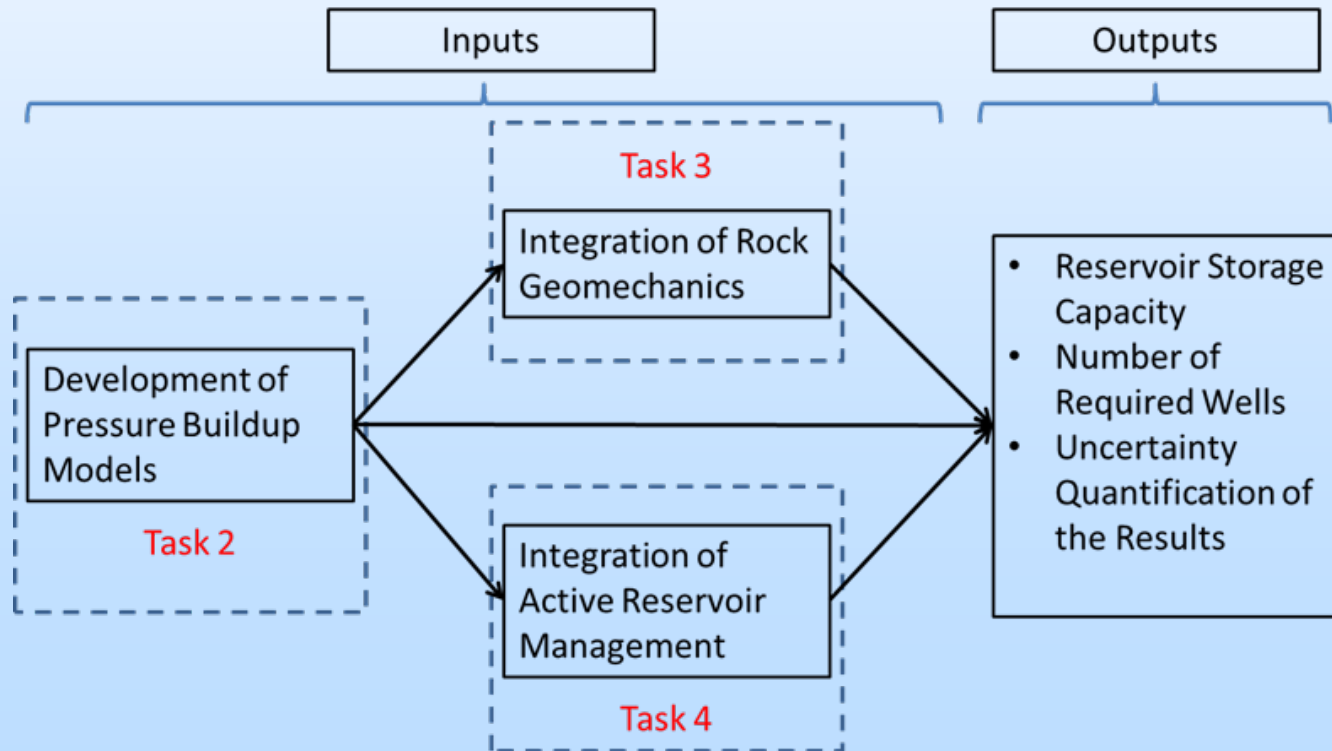 Inputs
Outputs
Task 3
Integration of Rock
Geomechanics
Development of
Pressure Buildup
Models
Task 2
Integration of
Active Reservoir
Management
Task 4
• Reservoir Storage
Capacity
• Number of
Required Wells
• Uncertainty
Quantification of
the Results